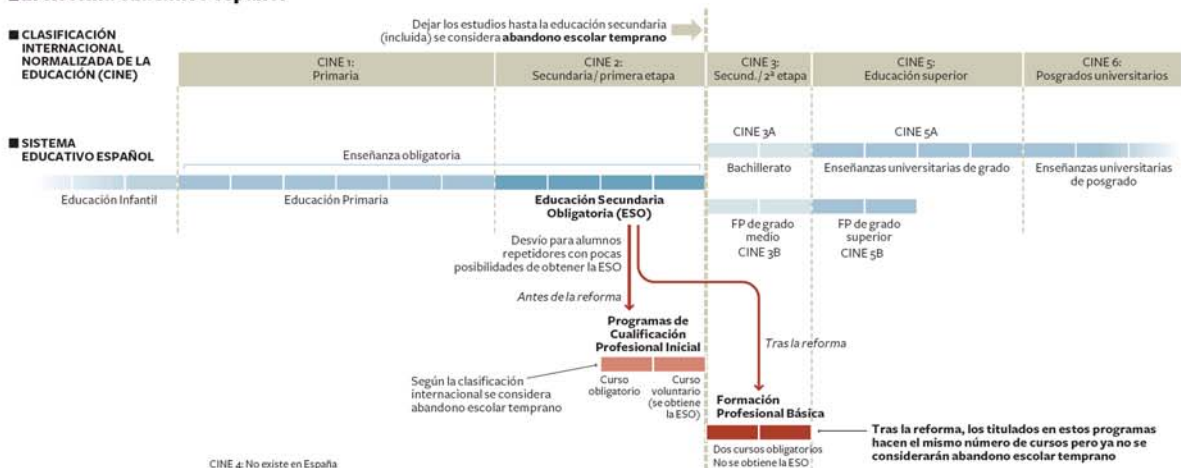 Dejar los estudios hasta la educación secundaria
(incluida) se considera abandono escolar temprano
■ CLASIFICACIÓN
INTERNACIONAL
NORMALIZADA DE LA
EDUCACIÓN (CINE)
CINE 1:
Primaria
CINE 2:
Secundaria/primera etapa
CINE 3:
Secund./2ª etapa
CINE 5:
Educación superior
CINE 6:
Posgrados universitarios
■ SISTEMA
EDUCATIVO ESPAÑOL
Enseñanza obligatoria
CINE 3A
CINE 5A
Educación Infantil
Educación Primaria
Educación Secundaria
Obligatoria (ESO)
Bachillerato
Enseñanzas universitarias de grado
Enseñanzas universitarias
de posgrado
FP de grado
medio
CINE 3B
FP de grado
superior
CINE 5B
Desvío para alumnos
repetidores con pocas
posibilidades de obtener la ESO
Antes de la reforma
Tras la reforma
Programas de
Cualificación
Profesional Inicial
Según la clasificación
internacional se considera
abandono escolar temprano
Curso
obligatorio
Curso
voluntario
(se obtiene
la ESO)
Formación
Profesional Básica
Dos cursos obligatorios
No se obtiene la ESO
Tras la reforma, los titulados en estos programas
hacen el mismo número de cursos pero ya no se
considerarán abandono escolar temprano
CINE 4: No existe en España